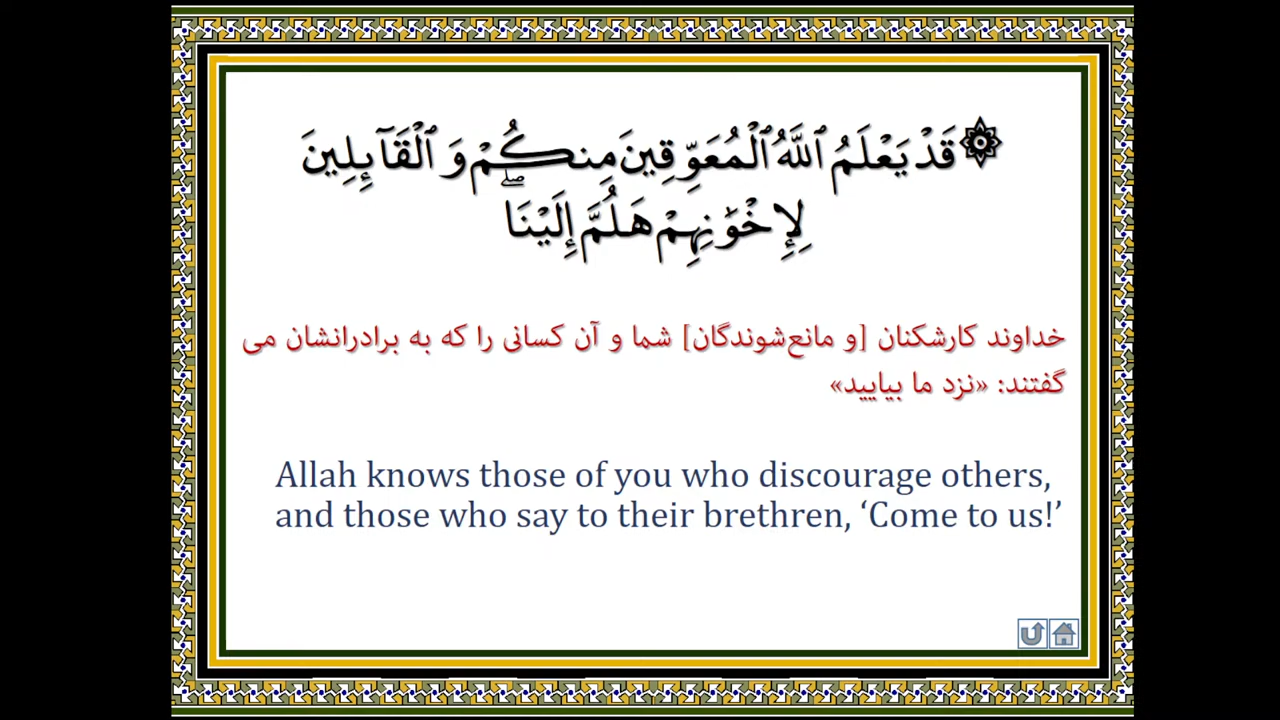 ۞ قَدْ يَعْلَمُ ٱللَّهُ ٱلْمُعَوِّقِينَ مِنكُمْ وَ ٱلْقَآئِلِينَ
لِإِخْوَٰنِهِمْ هَلُمَّ إِلَيْنَا ۖ
خداوند کارشکنان [و مانع‌شوندگان] شما و آن کسانی را که به برادرانشان می
گفتند: «نزد ما بیایید»
Allah knows those of you who discourage others,
and those who say to their brethren, ‘Come to us!’